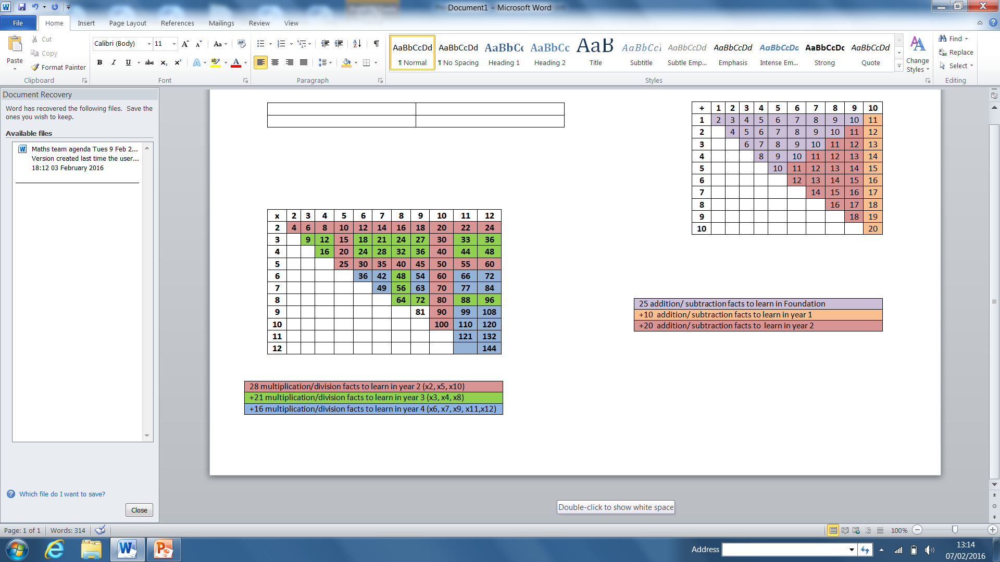 Document1 - Microsoft Word
File Home Insert Page Layout References Mailings Review View
Paste
Cut
Copy
Format Painter
Clipboard
Calibri (Body) 11
Font
Paragraph
AaBbCcDd AaBbCcDd AaBbCc AaBbCc AaB AaBbCcI AaBbCcDd AaBbCcDd AaBbCcDc AaBbCcDc AaBbCcDd
¶ Normal ¶ No Spacing Heading 1 Heading 2 Title Subtitle Subtle Emp... Emphasis Intense Em... Strong Quote
Change Styles
Styles
Find
Replace
Select
Editing
Document Recovery
Word has recovered the following files. Save the
ones you wish to keep.
Available files
Maths team agenda Tues 9 Feb 2...
Version created last time the user...
18:12 03 February 2016
Which file do I want to save?
Close
+ 1 2 3 4 5 6 7 8 9 10
1 2 3 4 5 6 7 8 9 10 11
2 4 5 6 7 8 9 10 11 12
3 6 7 8 9 10 11 12 13
4 8 9 10 11 12 13 14
5 10 11 12 13 14 15
6 12 13 14 15 16
7 14 15 16 17
8 16 17 18
9 18 19
10 20
x 2 3 4 5 6 7 8 9 10 11 12
2 4 6 8 10 12 14 16 18 20 22 24
3 9 12 15 18 21 24 27 30 33 36
4 16 20 24 28 32 36 40 44 48
5 25 30 35 40 45 50 55 60
6 36 42 48 54 60 66 72
7 49 56 63 70 77 84
8 64 72 80 88 96
9 81 90 99 108
10 100 110 120
11 121 132
12 144
25 addition/ subtraction facts to learn in Foundation
+10 addition/ subtraction facts to learn in year 1
+20 addition/ subtraction facts to learn in year 2
28 multiplication/division facts to learn in year 2 (x2, x5, x10)
+21 multiplication/division facts to learn in year 3 (x3, x4, x8)
+16 multiplication/division facts to learn in year 4 (x6, x7, x9, x11,x12)
Double-click to show white space
Page: 1 of 1 Words: 314
100%
Address
13:14
07/02/2016